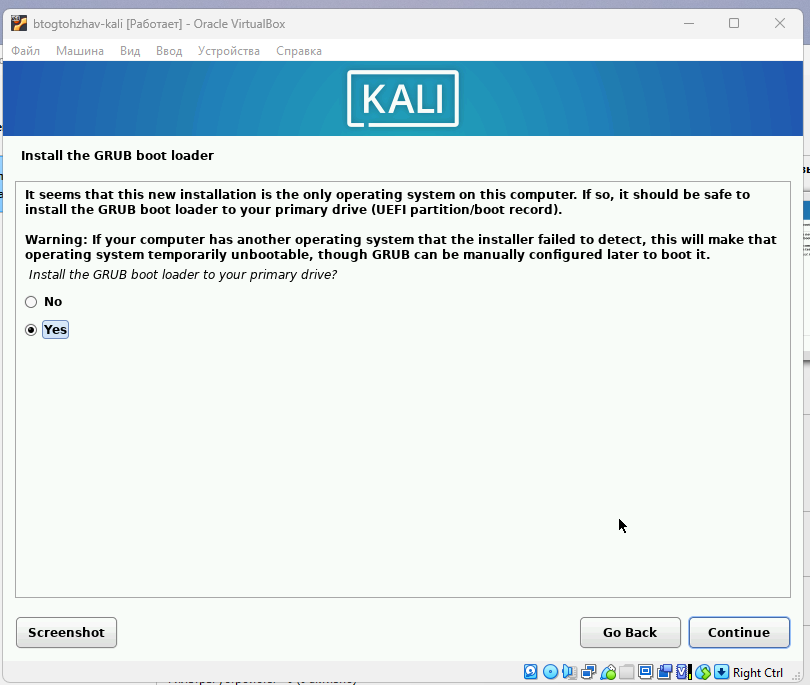 btogtohzhav-kali [Работает] - Oracle VirtualBox
Файл Машина Вид Ввод Устройства Справка
KALI
Install the GRUB boot loader
It seems that this new installation is the only operating system on this computer. If so, it should be safe to
install the GRUB boot loader to your primary drive (UEFI partition/boot record).
Warning: If your computer has another operating system that the installer failed to detect, this will make that
operating system temporarily unbootable, though GRUB can be manually configured later to boot it.
Install the GRUB boot loader to your primary drive?
No
Yes
Screenshot Go Back Continue
Right Ctrl